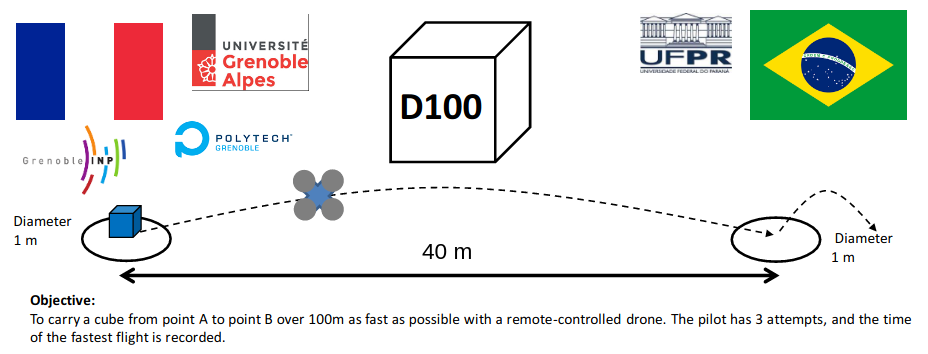 UNIVERSITÉ
Grenoble
Alpes
UFPR
UNIVERSIDADE FEDERAL DO PARANÁ
D100
POLYTECH®
GRENOBLE
Grenoble INP
Diameter
1 m
40 m
Diameter
1 m
Objective:
To carry a cube from point A to point B over 100m as fast as possible with a remote-controlled drone. The pilot has 3 attempts, and the time
of the fastest flight is recorded.